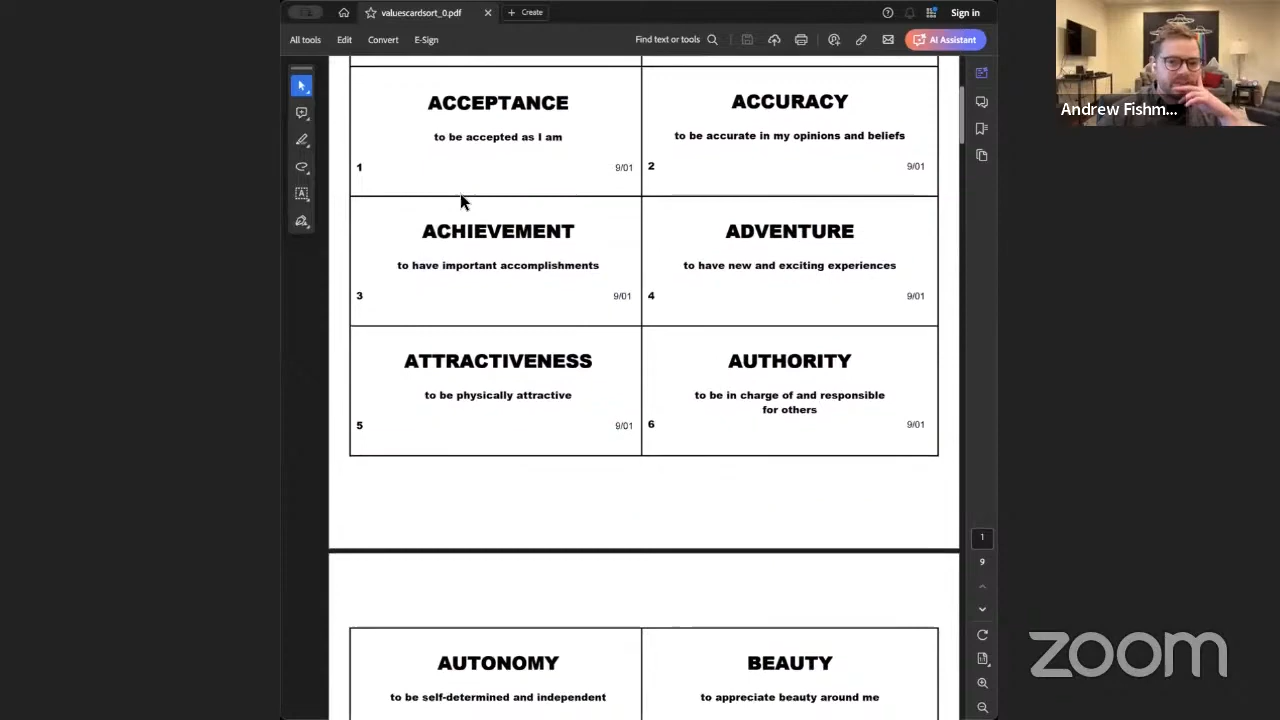 valuescardsort_0.pdf
Create
Sign in
All tools
Edit
Convert
E-Sign
Find text or tools
AI Assistant
ACCEPTANCE
to be accepted as I am
1
9/01
ACCURACY
to be accurate in my opinions and beliefs
2
9/01
ACHIEVEMENT
to have important accomplishments
3
9/01
ADVENTURE
to have new and exciting experiences
4
9/01
ATTRACTIVENESS
to be physically attractive
5
9/01
AUTHORITY
to be in charge of and responsible
for others
6
9/01
AUTONOMY
to be self-determined and independent
BEAUTY
to appreciate beauty around me
1
9
Andrew Fishm...
zoom